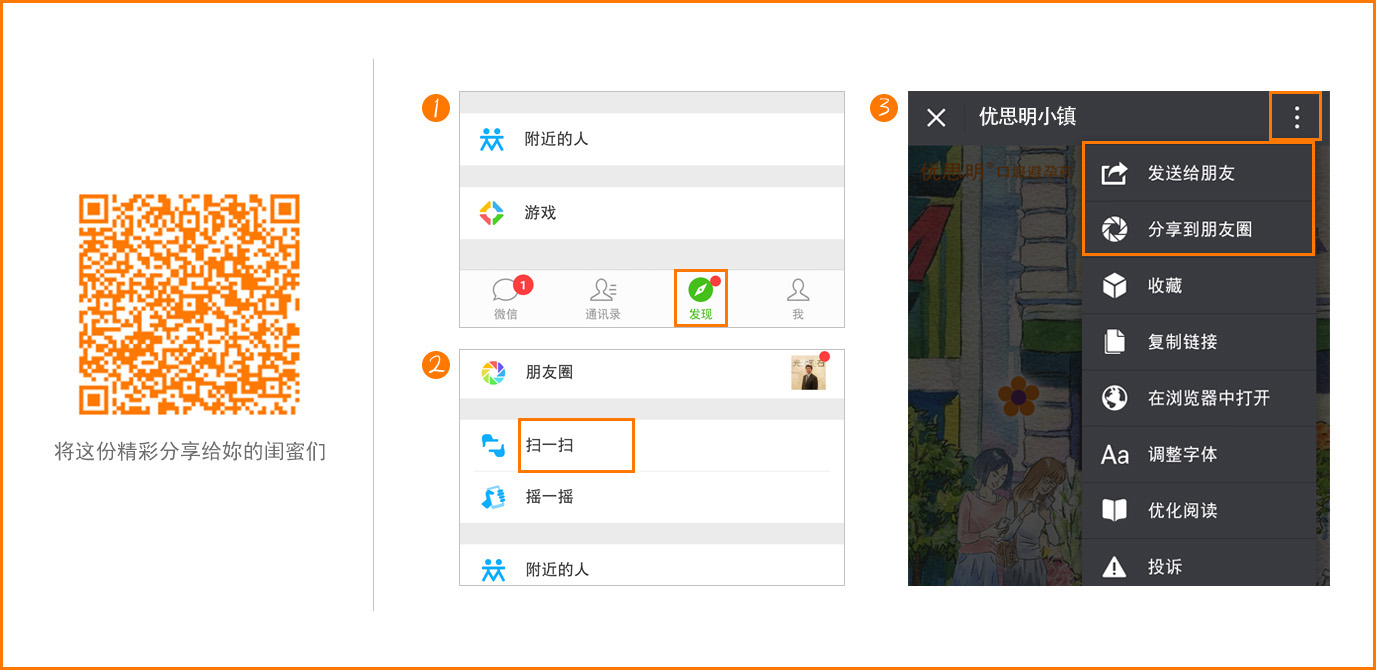 将这份精彩分享给妳的闺蜜们
1
附近的人
游戏
1
微信
通讯录
发现
我
2
朋友圈
扫一扫
摇一摇
附近的人
3
优思明小镇
优思明®口服避孕
发送给朋友
分享到朋友圈
收藏
复制链接
在浏览器中打开
Aa 调整字体
优化阅读
投诉